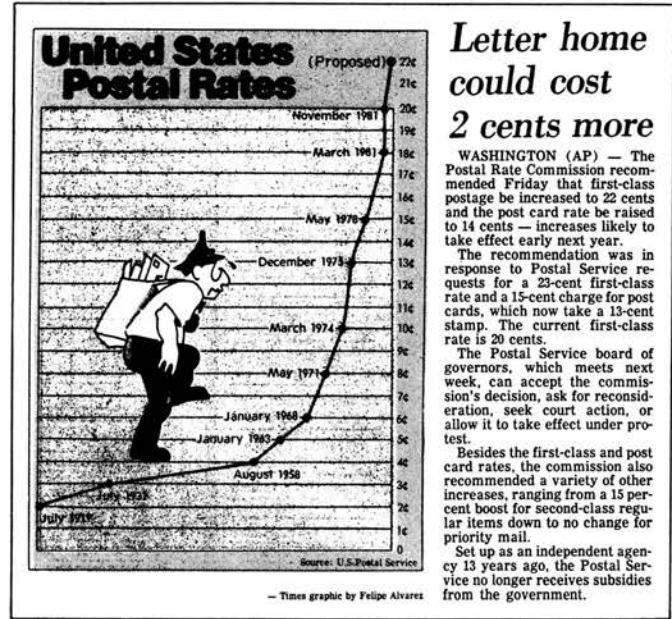 United States
Postal Rates
(Proposed)
22¢
21¢
20¢
19¢
18¢
17¢
16¢
15¢
14¢
13¢
12¢
11¢
10¢
9¢
8¢
7¢
6¢
5¢
4¢
3¢
2¢
1¢
0
November 1981
March 1981
May 1978
December 1975
March 1974
May 1971
January 1968
January 1963
August 1958
July 1932
July 1919
Source: U.S. Postal Service
— Times graphic by Felipe Alvarez
Letter home
could cost
2 cents more
WASHINGTON (AP) — The
Postal Rate Commission recom-
mended Friday that first-class
postage be increased to 22 cents
and the post card rate be raised
to 14 cents — increases likely to
take effect early next year.
The recommendation was in
response to Postal Service re-
quests for a 23-cent first-class
rate and a 15-cent charge for post
cards, which now take a 13-cent
stamp. The current first-class
rate is 20 cents.
The Postal Service board of
governors, which meets next
week, can accept the commis-
sion's decision, ask for reconsid-
eration, seek court action, or
allow it to take effect under pro-
test.
Besides the first-class and post
card rates, the commission also
recommended a variety of other
increases, ranging from a 15 per-
cent boost for second-class regu-
lar items down to no change for
priority mail.
Set up as an independent agen-
cy 13 years ago, the Postal Ser-
vice no longer receives subsidies
from the government.